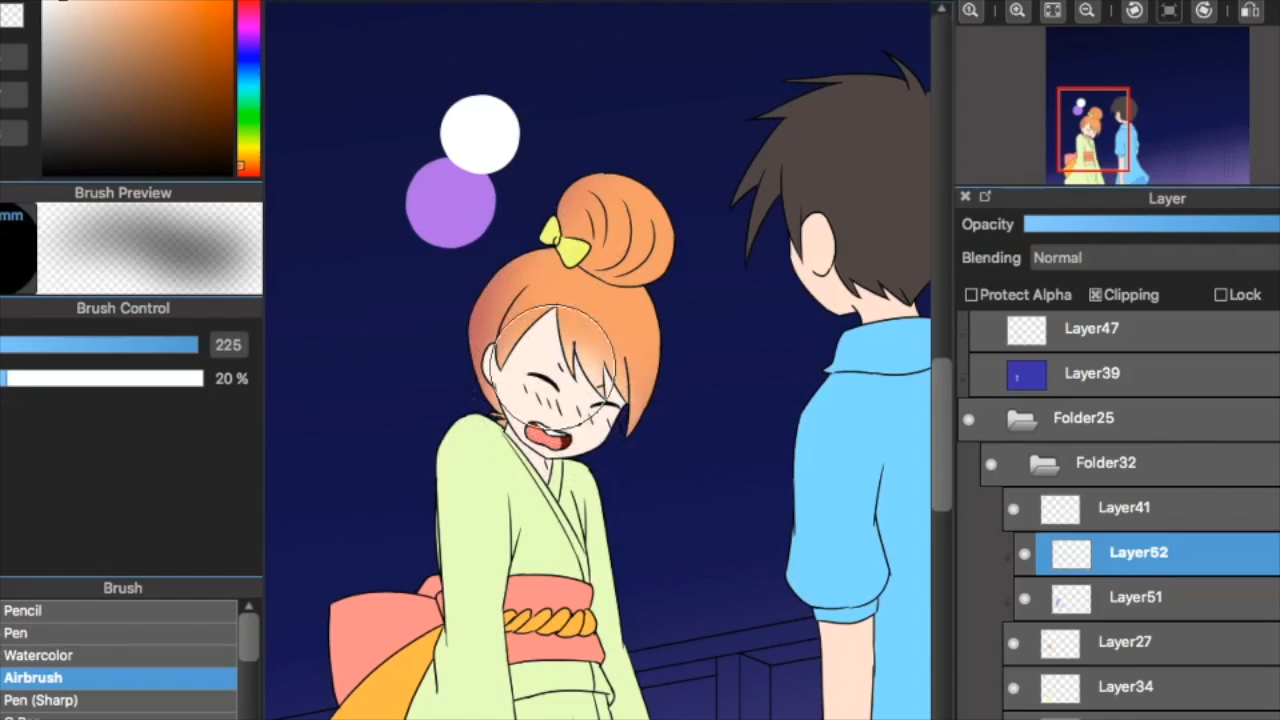 Brush Preview
mm
Brush Control
225
20 %
Brush
Pencil
Pen
Watercolor
Airbrush
Pen (Sharp)
Layer
Opacity
Blending Normal
Protect Alpha Clipping Lock
Layer47
Layer39
Folder25
Folder32
Layer41
Layer52
Layer51
Layer27
Layer34